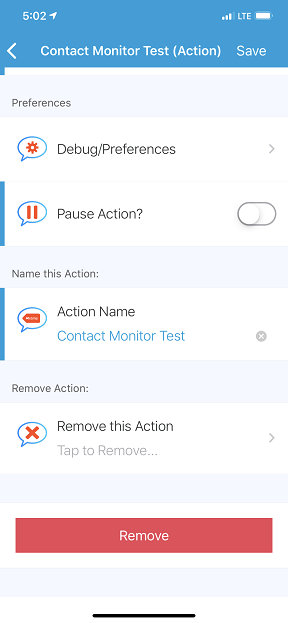 5:02 LTE
Contact Monitor Test (Action) Save
Preferences
Debug/Preferences
Pause Action?
Name this Action:
Action Name
Contact Monitor Test
Remove Action:
Remove this Action
Tap to Remove...
Remove